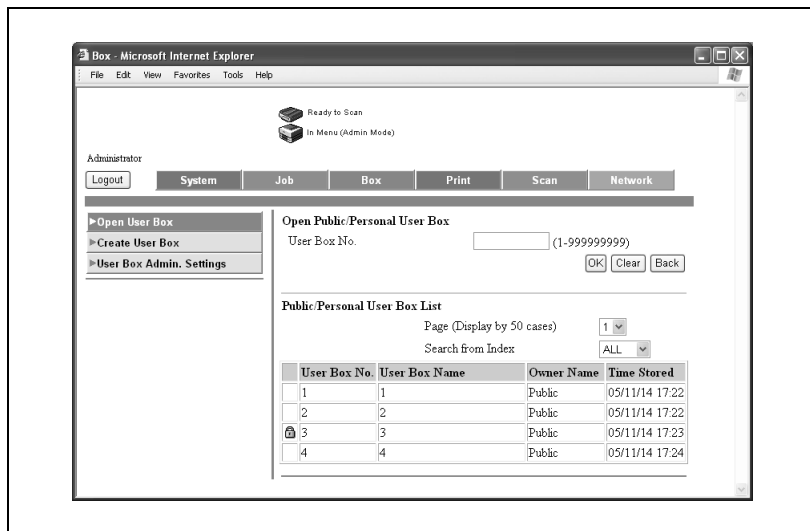 Box - Microsoft Internet Explorer
File Edit View Favorites Tools Help
Ready to Scan
In Menu (Admin Mode)
Administrator
Logout System Job Box Print Scan Network
Open User Box
Create User Box
User Box Admin. Settings
Open Public/Personal User Box
User Box No. (1-999999999)
OK Clear Back
Public/Personal User Box List
Page (Display by 50 cases) 1
Search from Index ALL
User Box No. User Box Name Owner Name Time Stored
1 1 Public 05/11/14 17:22
2 2 Public 05/11/14 17:22
3 3 Public 05/11/14 17:23
4 4 Public 05/11/14 17:24